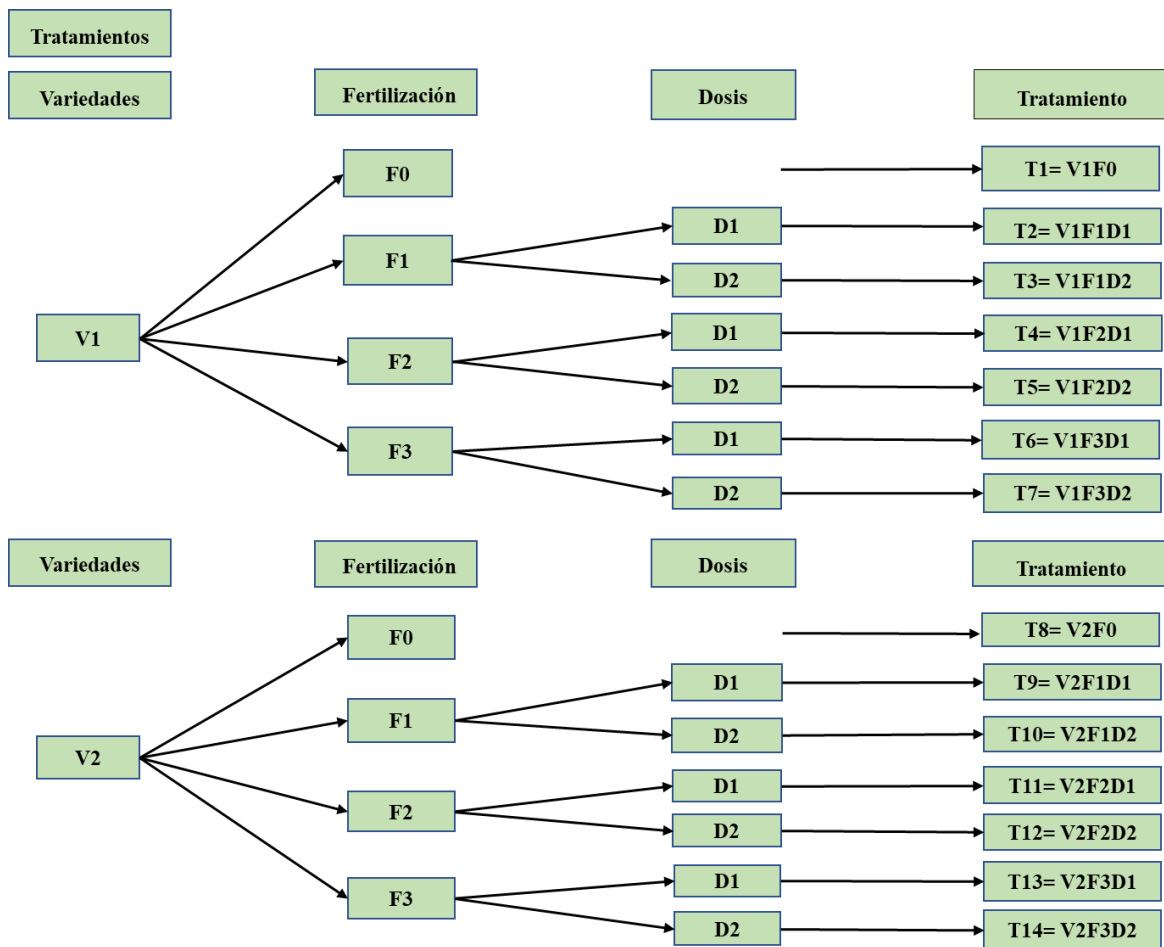 Tratamientos
Variedades Fertilización Dosis Tratamiento
F0 T1= V1F0
D1 T2= V1F1D1
F1
D2 T3= V1F1D2
V1 D1 T4= V1F2D1
F2
D2 T5= V1F2D2
D1 T6= V1F3D1
F3
D2 T7= V1F3D2
Variedades Fertilización Dosis Tratamiento
F0 T8= V2F0
D1 T9= V2F1D1
F1
D2 T10= V2F1D2
V2
D1 T11= V2F2D1
F2
D2 T12= V2F2D2
D1 T13= V2F3D1
F3
D2 T14= V2F3D2